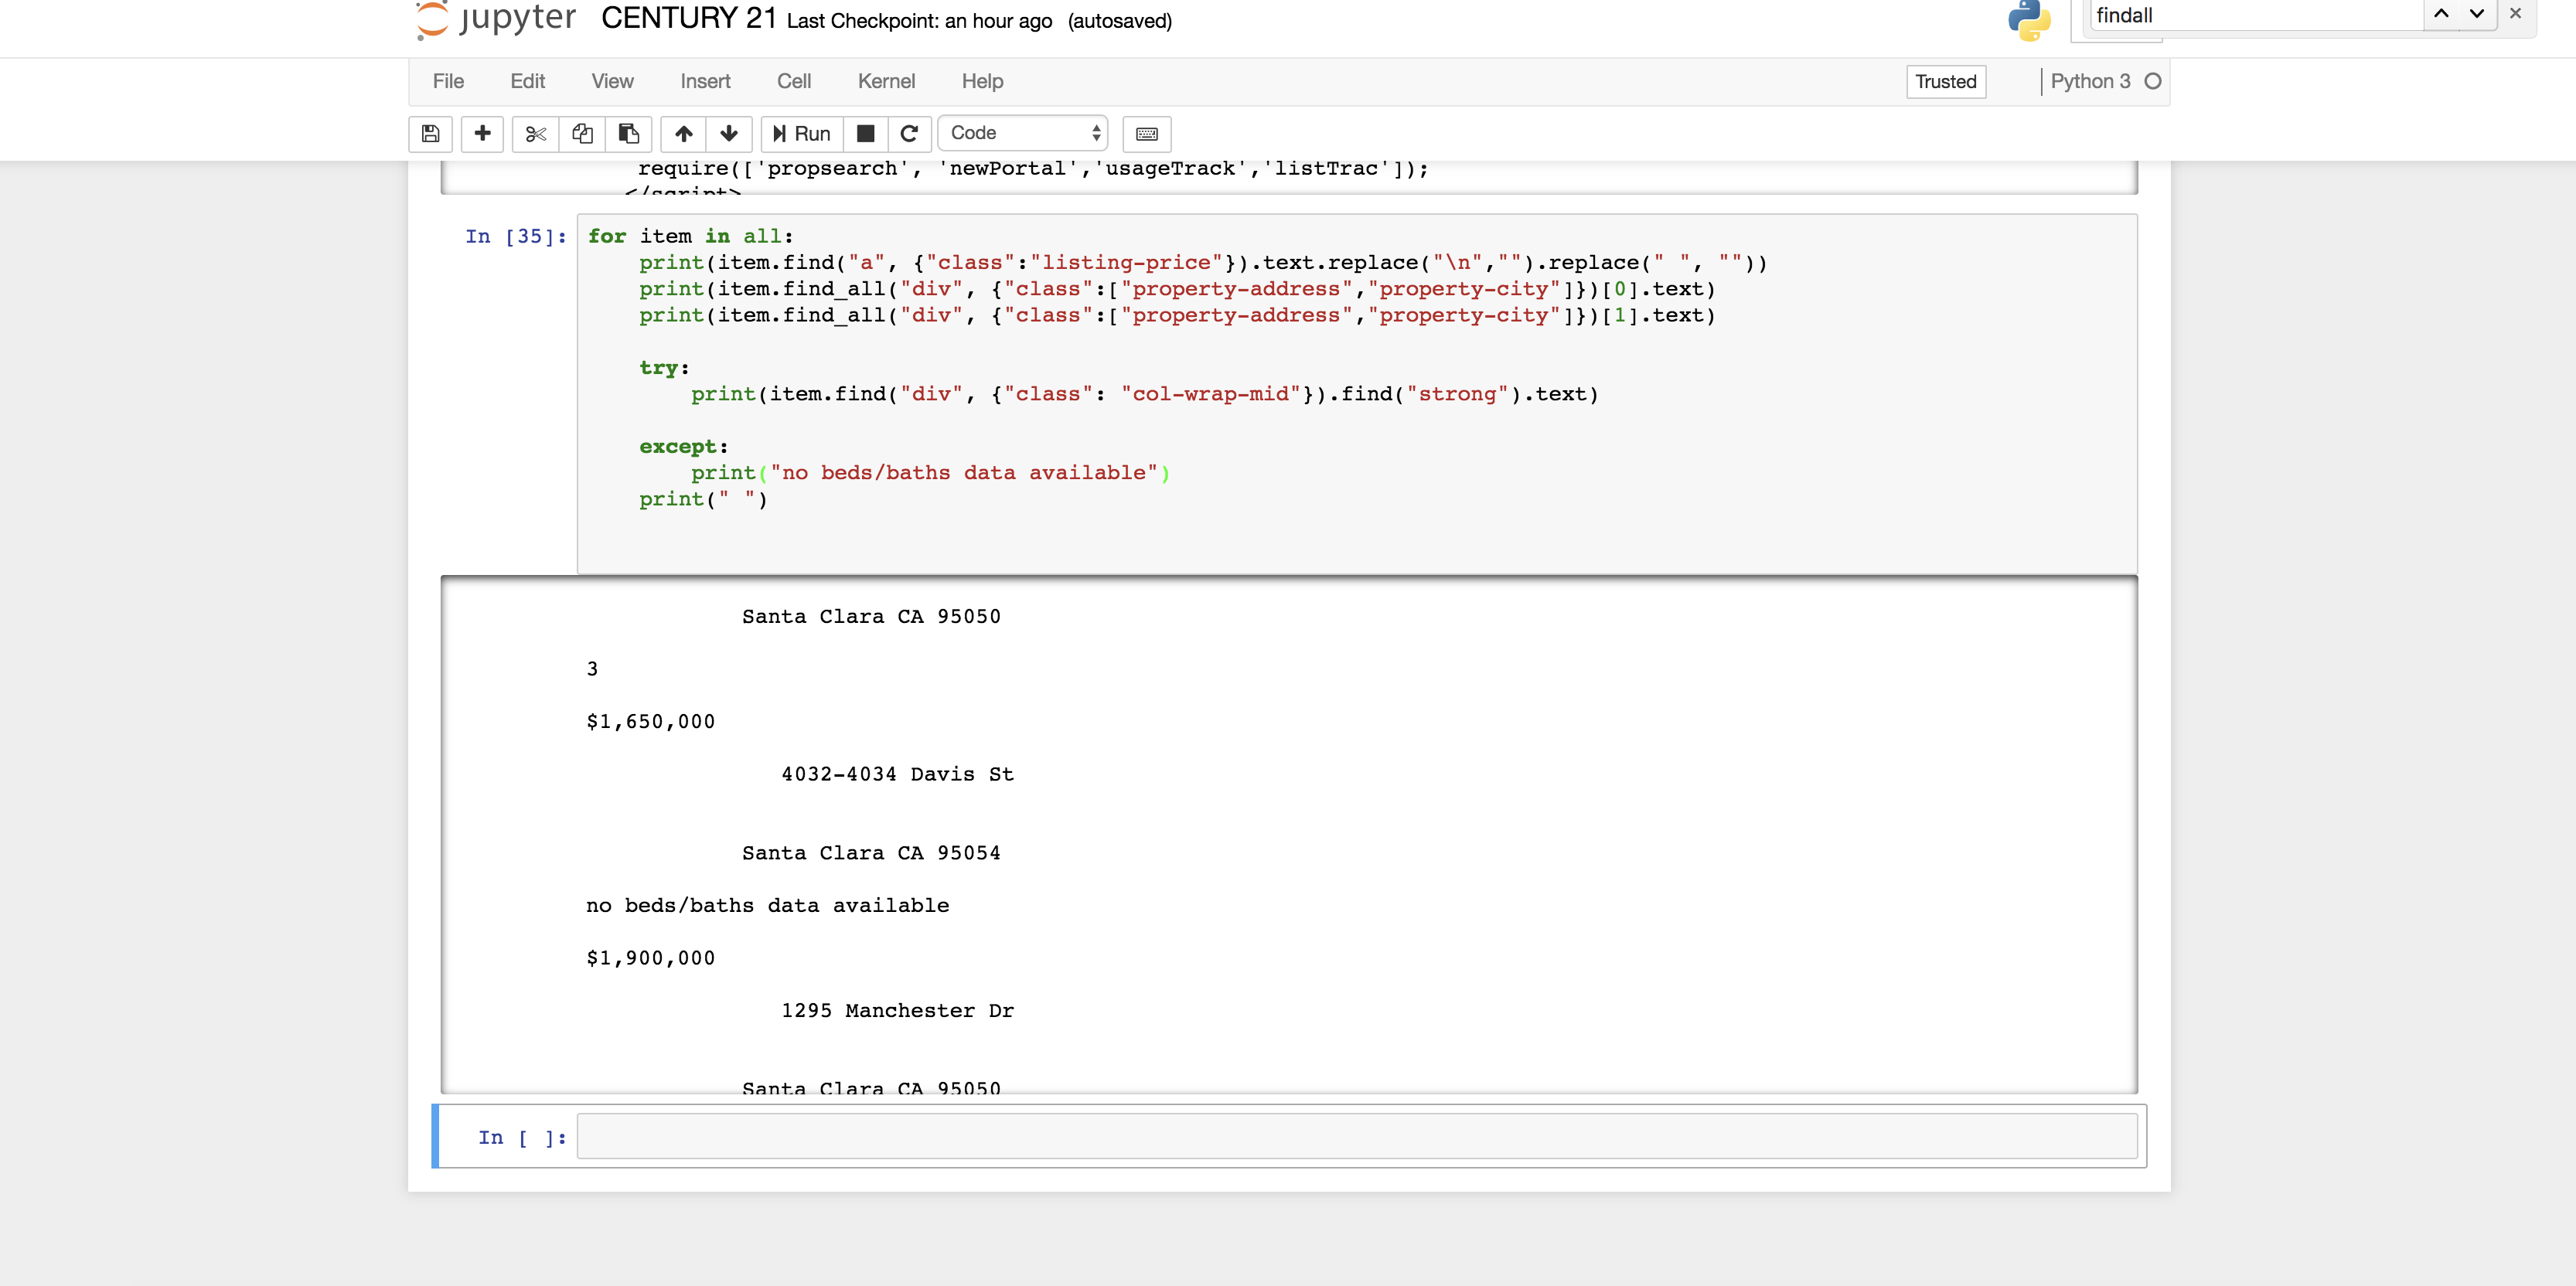 jupyter CENTURY 21 Last Checkpoint: an hour ago (autosaved)
findall
File Edit View Insert Cell Kernel Help Trusted Python 3
Run Code
require(['propsearch', 'newPortal','usageTrack','listTrac']);
</script>
In [35]: for item in all:
print(item.find("a", {"class":"listing-price"}).text.replace("\n","").replace(" ", ""))
print(item.find_all("div", {"class":["property-address","property-city"]})[0].text)
print(item.find_all("div", {"class":["property-address","property-city"]})[1].text)
try:
print(item.find("div", {"class": "col-wrap-mid"}).find("strong").text)
except:
print("no beds/baths data available")
print(" ")
Santa Clara CA 95050
3
$1,650,000
4032-4034 Davis St
Santa Clara CA 95054
no beds/baths data available
$1,900,000
1295 Manchester Dr
Santa Clara CA 95050
In [ ]: